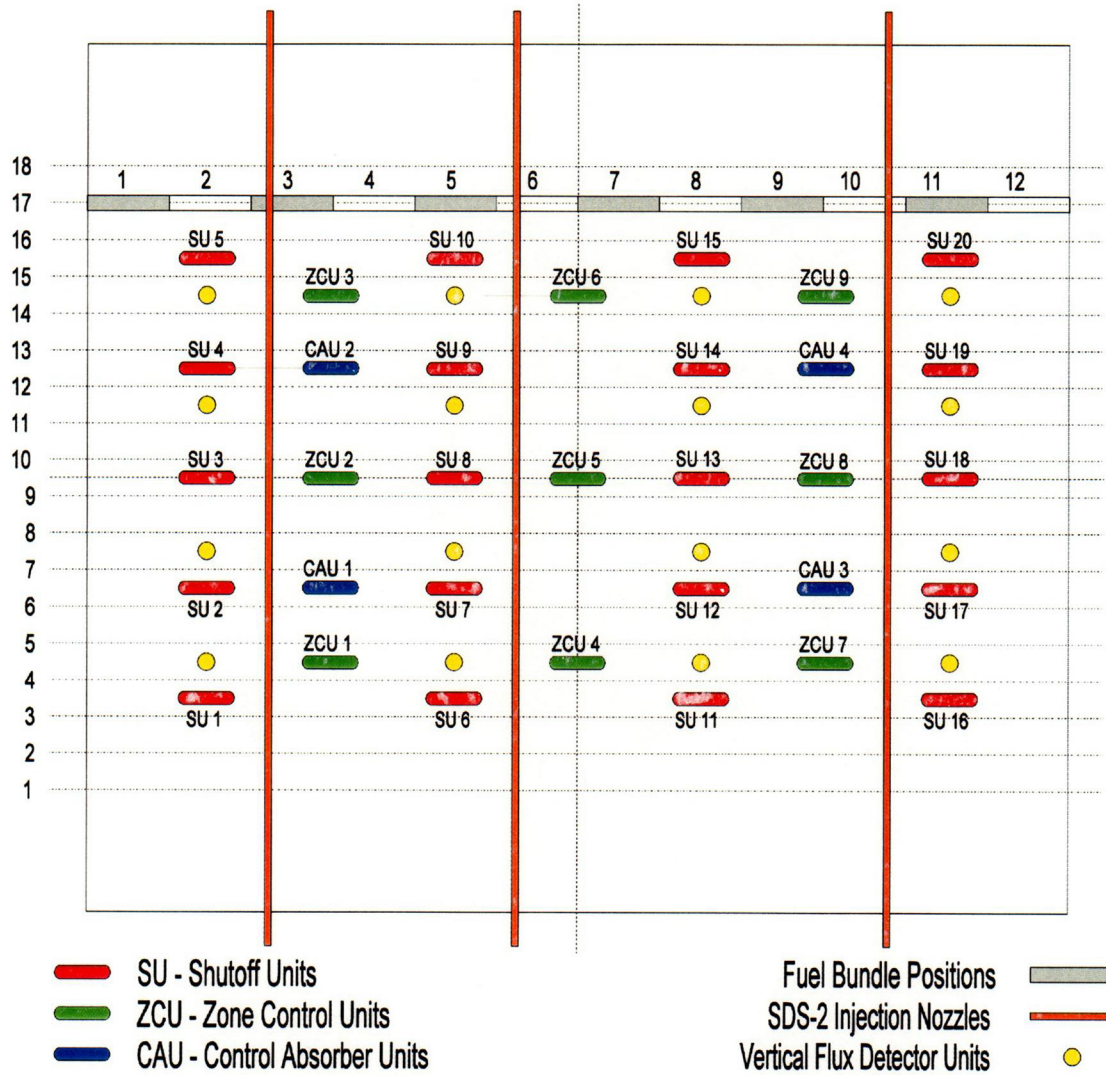 18
1 2 3 4 5 6 7 8 9 10 11 12
17
16 SU 5 SU 10 SU 15 SU 20
15 ZCU 3 ZCU 6 ZCU 9
14
13 SU 4 CAU 2 SU 9 SU 14 CAU 4 SU 19
12
11
10 SU 3 ZCU 2 SU 8 ZCU 5 SU 13 ZCU 8 SU 18
9
8
7 CAU 1 CAU 3
6 SU 2 SU 7 SU 12 SU 17
5 ZCU 1 ZCU 4 ZCU 7
4
3 SU 1 SU 6 SU 11 SU 16
2
1
SU - Shutoff Units
ZCU - Zone Control Units
CAU - Control Absorber Units
Fuel Bundle Positions
SDS-2 Injection Nozzles
Vertical Flux Detector Units